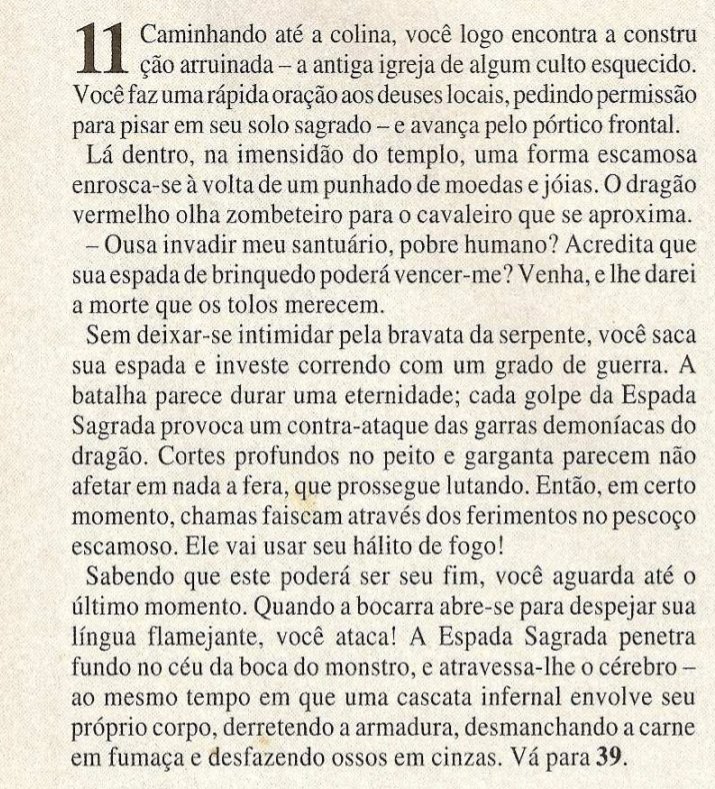 11 Caminhando até a colina, você logo encontra a constru
ção arruinada – a antiga igreja de algum culto esquecido.
Você faz uma rápida oração aos deuses locais, pedindo permissão
para pisar em seu solo sagrado – e avança pelo pórtico frontal.
Lá dentro, na imensidão do templo, uma forma escamosa
enrosca-se à volta de um punhado de moedas e jóias. O dragão
vermelho olha zombeteiro para o cavaleiro que se aproxima.
– Ousa invadir meu santuário, pobre humano? Acredita que
sua espada de brinquedo poderá vencer-me? Venha, e lhe darei
a morte que os tolos merecem.
Sem deixar-se intimidar pela bravata da serpente, você saca
sua espada e investe correndo com um grado de guerra. A
batalha parece durar uma eternidade; cada golpe da Espada
Sagrada provoca um contra-ataque das garras demoníacas do
dragão. Cortes profundos no peito e garganta parecem não
afetar em nada a fera, que prossegue lutando. Então, em certo
momento, chamas faiscam através dos ferimentos no pescoço
escamoso. Ele vai usar seu hálito de fogo!
Sabendo que este poderá ser seu fim, você aguarda até o
último momento. Quando a bocarra abre-se para despejar sua
língua flamejante, você ataca! A Espada Sagrada penetra
fundo no céu da boca do monstro, e atravessa-lhe o cérebro –
ao mesmo tempo em que uma cascata infernal envolve seu
próprio corpo, derretendo a armadura, desmanchando a carne
em fumaça e desfazendo ossos em cinzas. Vá para 39.